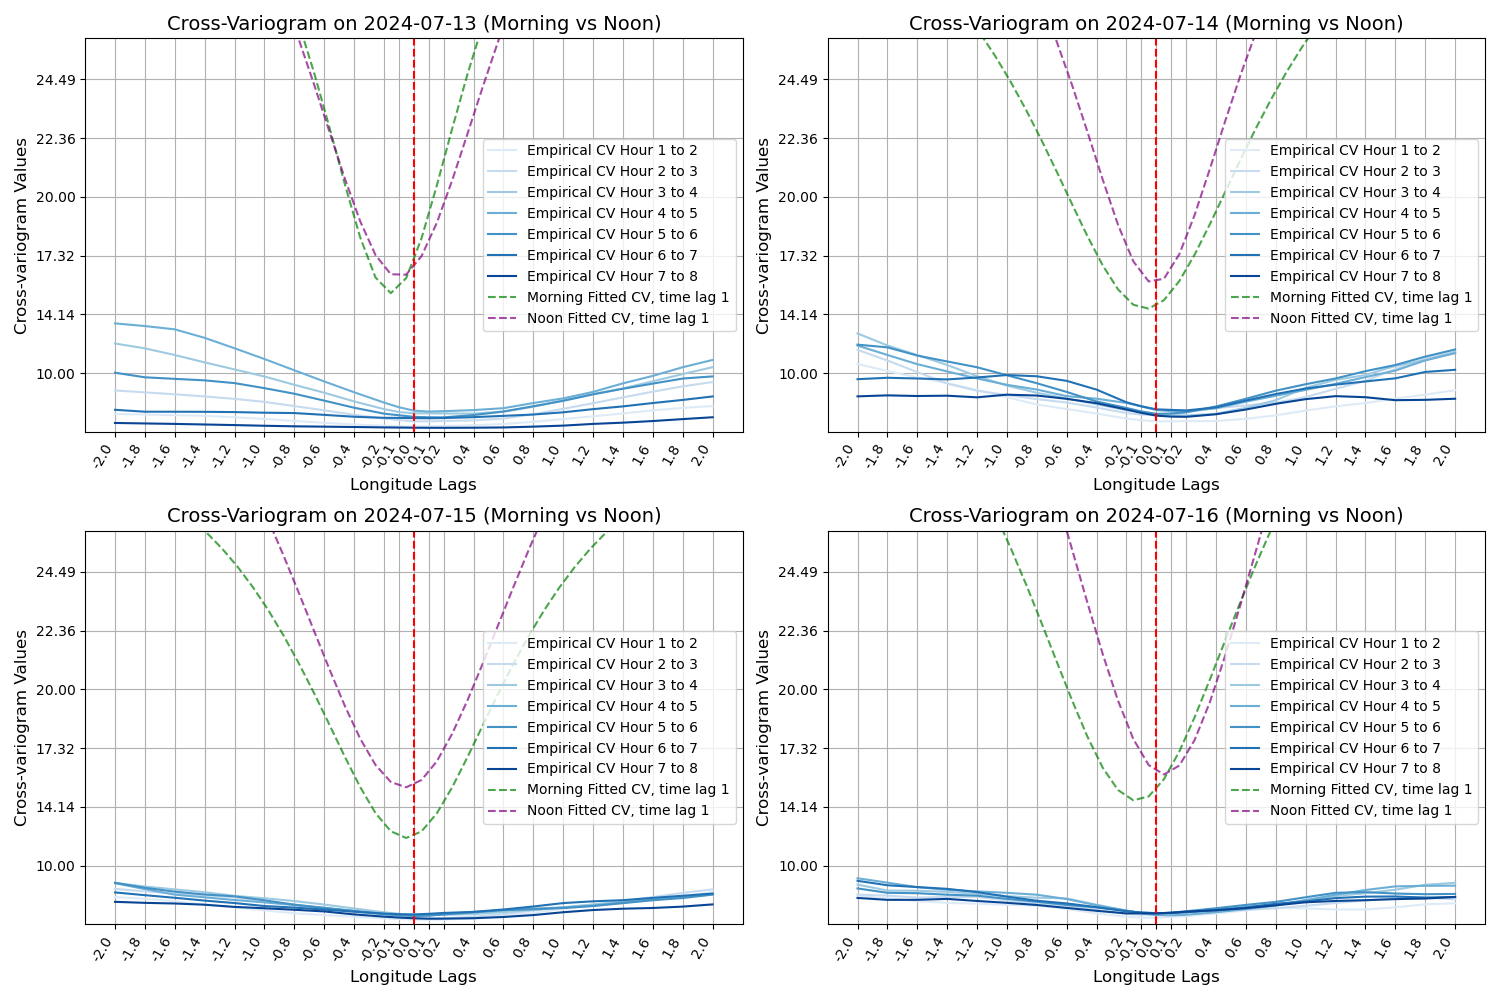 Cross-Variogram on 2024-07-13 (Morning vs Noon)
Cross-variogram Values
24.49
22.36
20.00
17.32
14.14
10.00
Empirical CV Hour 1 to 2
Empirical CV Hour 2 to 3
Empirical CV Hour 3 to 4
Empirical CV Hour 4 to 5
Empirical CV Hour 5 to 6
Empirical CV Hour 6 to 7
Empirical CV Hour 7 to 8
Morning Fitted CV, time lag 1
Noon Fitted CV, time lag 1
-2.0 -1.8 -1.6 -1.4 -1.2 -1.0 -0.8 -0.6 -0.4 -0.2 -0.1 0.0 0.1 0.2 0.4 0.6 0.8 1.0 1.2 1.4 1.6 1.8 2.0
Longitude Lags
Cross-Variogram on 2024-07-14 (Morning vs Noon)
Cross-variogram Values
24.49
22.36
20.00
17.32
14.14
10.00
Empirical CV Hour 1 to 2
Empirical CV Hour 2 to 3
Empirical CV Hour 3 to 4
Empirical CV Hour 4 to 5
Empirical CV Hour 5 to 6
Empirical CV Hour 6 to 7
Empirical CV Hour 7 to 8
Morning Fitted CV, time lag 1
Noon Fitted CV, time lag 1
-2.0 -1.8 -1.6 -1.4 -1.2 -1.0 -0.8 -0.6 -0.4 -0.2 -0.1 0.0 0.1 0.2 0.4 0.6 0.8 1.0 1.2 1.4 1.6 1.8 2.0
Longitude Lags
Cross-Variogram on 2024-07-15 (Morning vs Noon)
Cross-variogram Values
24.49
22.36
20.00
17.32
14.14
10.00
Empirical CV Hour 1 to 2
Empirical CV Hour 2 to 3
Empirical CV Hour 3 to 4
Empirical CV Hour 4 to 5
Empirical CV Hour 5 to 6
Empirical CV Hour 6 to 7
Empirical CV Hour 7 to 8
Morning Fitted CV, time lag 1
Noon Fitted CV, time lag 1
-2.0 -1.8 -1.6 -1.4 -1.2 -1.0 -0.8 -0.6 -0.4 -0.2 -0.1 0.0 0.1 0.2 0.4 0.6 0.8 1.0 1.2 1.4 1.6 1.8 2.0
Longitude Lags
Cross-Variogram on 2024-07-16 (Morning vs Noon)
Cross-variogram Values
24.49
22.36
20.00
17.32
14.14
10.00
Empirical CV Hour 1 to 2
Empirical CV Hour 2 to 3
Empirical CV Hour 3 to 4
Empirical CV Hour 4 to 5
Empirical CV Hour 5 to 6
Empirical CV Hour 6 to 7
Empirical CV Hour 7 to 8
Morning Fitted CV, time lag 1
Noon Fitted CV, time lag 1
-2.0 -1.8 -1.6 -1.4 -1.2 -1.0 -0.8 -0.6 -0.4 -0.2 -0.1 0.0 0.1 0.2 0.4 0.6 0.8 1.0 1.2 1.4 1.6 1.8 2.0
Longitude Lags